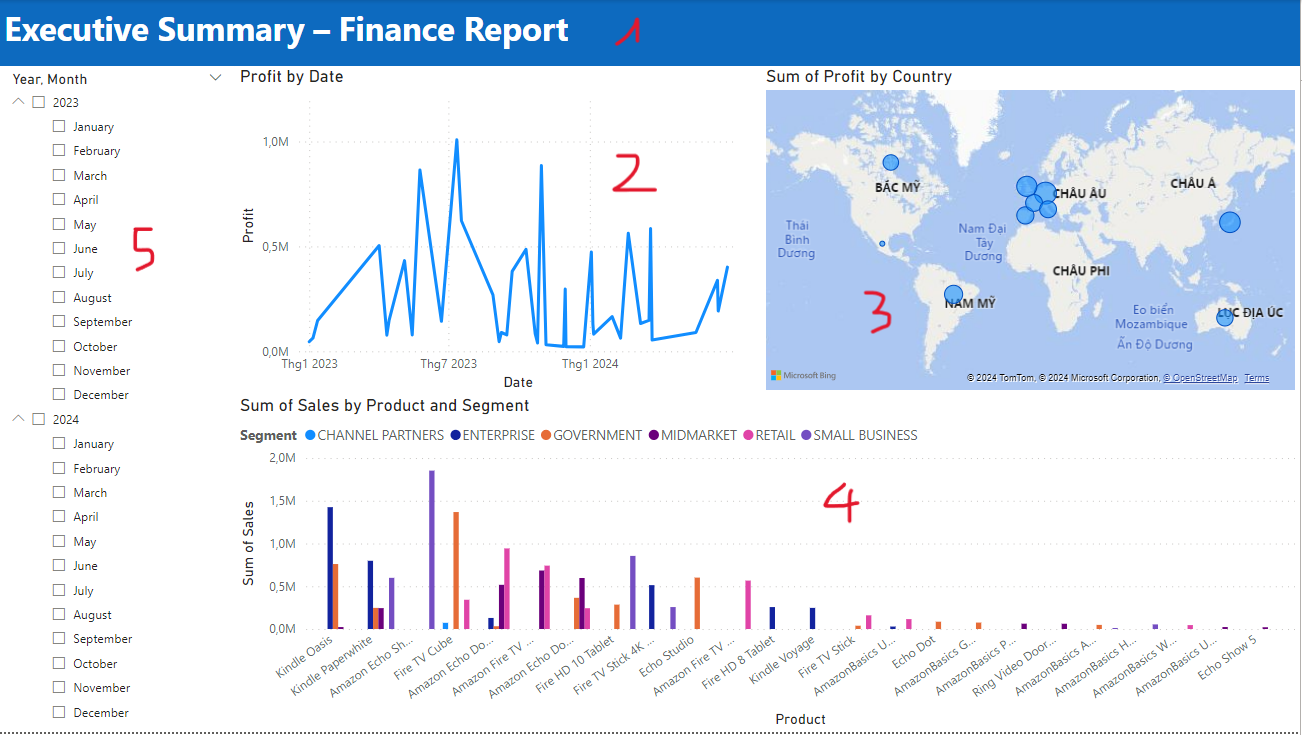 Executive Summary – Finance Report
1
Year, Month
2023
January
February
March
April
May
June
July
August
September
October
November
December
2024
January
February
March
April
May
June
July
August
September
October
November
December
5
Profit by Date
Profit
1,0M
0,5M
0,0M
Thg1 2023
Thg7 2023
Thg1 2024
Date
2
Sum of Profit by Country
BẮC MỸ
CHÂU ÂU
CHÂU Á
Thái
Bình
Dương
Nam Đại
Tây
Dương
CHÂU PHI
NAM MỸ
LỤC ĐỊA ÚC
Eo biển
Mozambique
Ấn Độ Dương
3
Microsoft Bing
© 2024 TomTom, © 2024 Microsoft Corporation, © OpenStreetMap Terms
Sum of Sales by Product and Segment
Segment CHANNEL PARTNERS ENTERPRISE GOVERNMENT MIDMARKET RETAIL SMALL BUSINESS
Sum of Sales
2,0M
1,5M
1,0M
0,5M
0,0M
4
Kindle Oasis
Kindle Paperwhite
Amazon Echo Sh...
Fire TV Cube
Amazon Echo Do...
Amazon Fire TV ...
Amazon Echo Do...
Fire HD 10 Tablet
Fire TV Stick 4K ...
Echo Studio
Amazon Fire TV ...
Fire HD 8 Tablet
Kindle Voyage
Fire TV Stick
AmazonBasics U...
Echo Dot
AmazonBasics G...
AmazonBasics P...
Ring Video Door...
AmazonBasics A...
AmazonBasics H...
AmazonBasics W...
AmazonBasics U...
Echo Show 5
Product